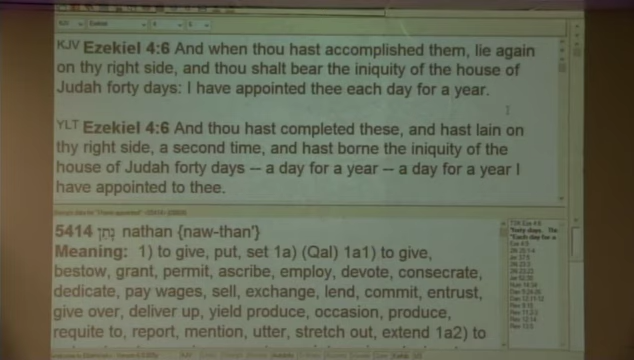 KJV Ezekiel 4:6 And when thou hast accomplished them, lie again
on thy right side, and thou shalt bear the iniquity of the house of
Judah forty days: I have appointed thee each day for a year.
YLT Ezekiel 4:6 And thou hast completed these, and hast lain on
thy right side, a second time, and hast borne the iniquity of the
house of Judah forty days -- a day for a year -- a day for a year I
have appointed to thee.
5414 נָתַן nathan {naw-than'}
Meaning: 1) to give, put, set 1a) (Qal) 1a1) to give,
bestow, grant, permit, ascribe, employ, devote, consecrate,
dedicate, pay wages, sell, exchange, lend, commit, entrust,
give over, deliver up, yield produce, occasion, produce,
requite to, report, mention, utter, stretch out, extend 1a2) to